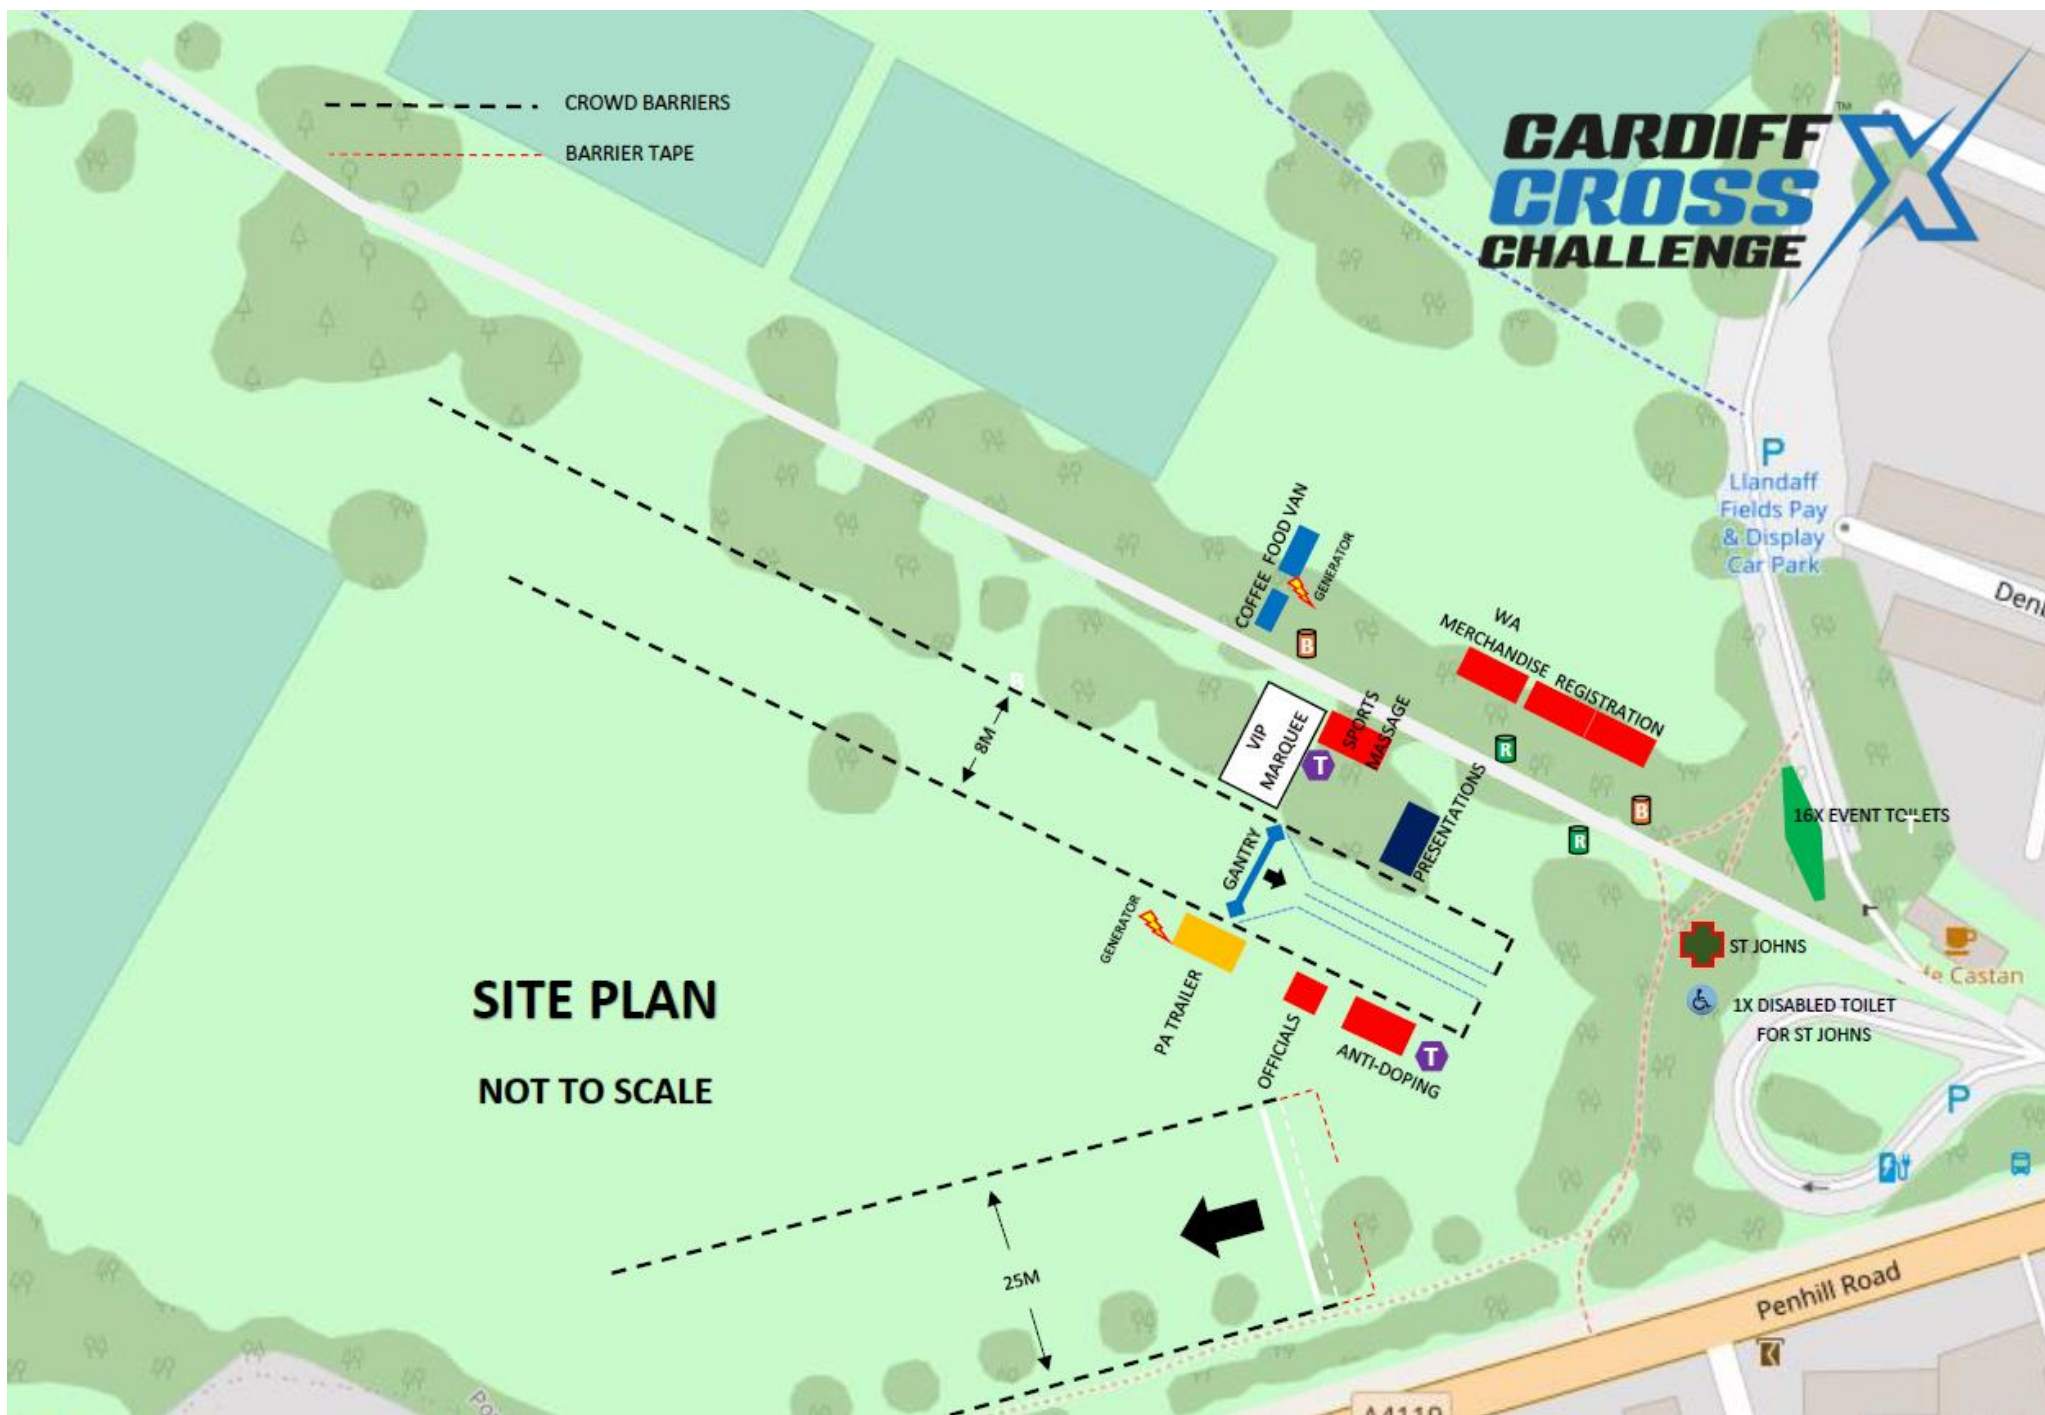 CROWD BARRIERS
BARRIER TAPE
™
CARDIFF
CROSS
CHALLENGE
P
Llandaff
Fields Pay
& Display
Car Park
COFFEE FOOD VAN
GENERATOR
B
WA
MERCHANDISE REGISTRATION
B
8M
VIP
MARQUEE
SPORTS
MASSAGE
T
R
PRESENTATIONS
B
R
16X EVENT TOILETS
T
GANTRY
GENERATOR
PA TRAILER
ST JOHNS
1X DISABLED TOILET
FOR ST JOHNS
SITE PLAN
NOT TO SCALE
OFFICIALS
ANTI-DOPING
T
P
25M
Penhill Road
A4119